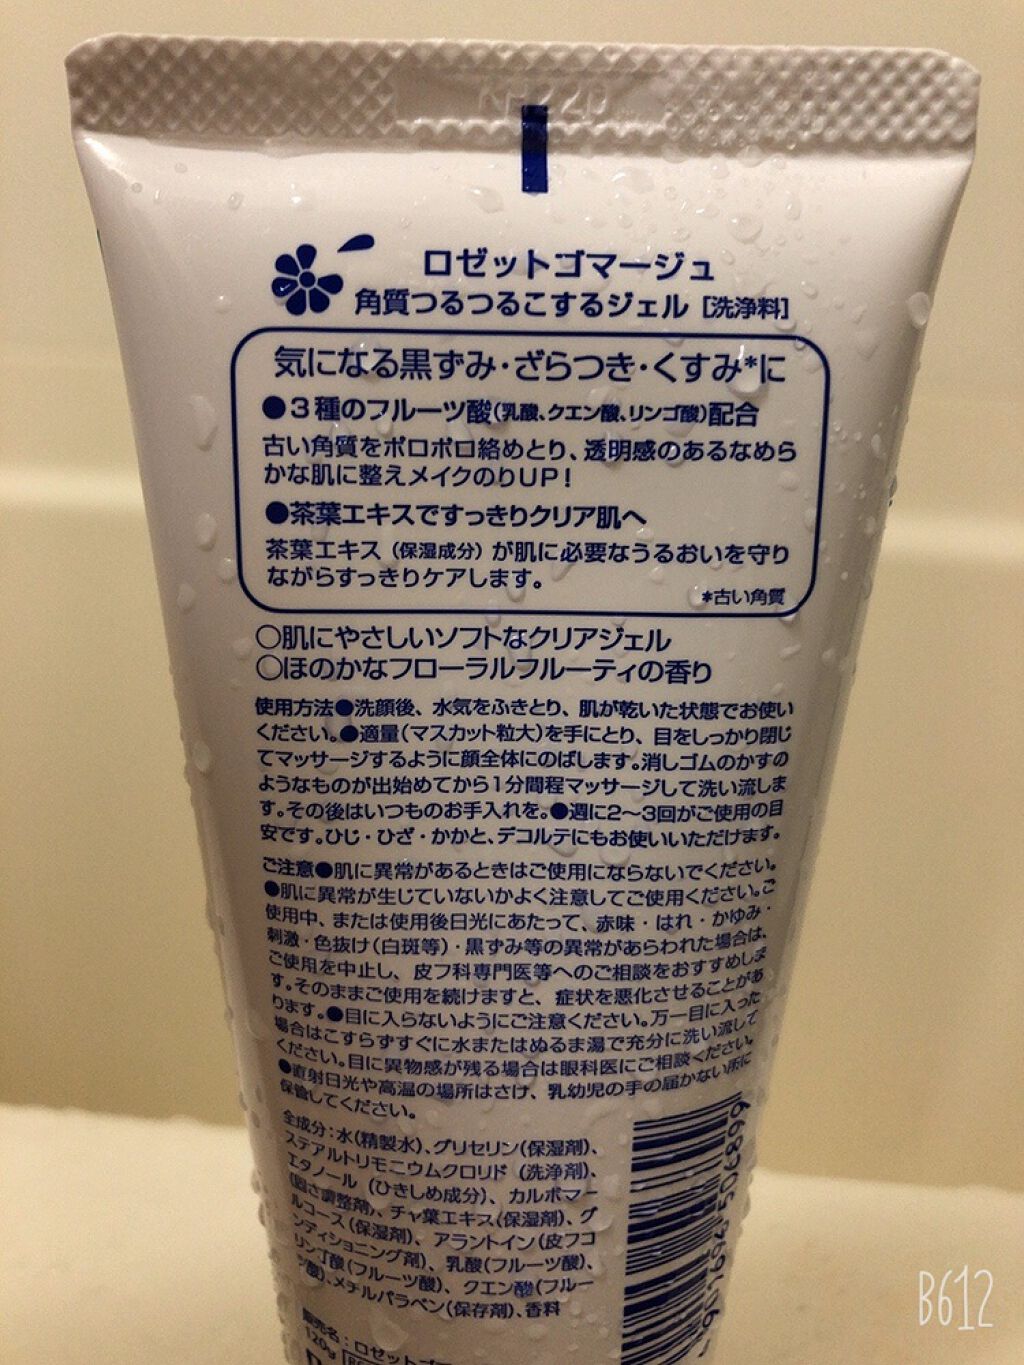 ロゼットゴマージュ
角質つるつるこするジェル［洗浄料］
気になる黒ずみ・ざらつき・くすみ*に
●3種のフルーツ酸(乳酸、クエン酸、リンゴ酸)配合
古い角質をポロポロ絡めとり、透明感のあるなめら
かな肌に整えメイクのりUP！
●茶葉エキスですっきりクリア肌へ
茶葉エキス（保湿成分）が肌に必要なうるおいを守り
ながらすっきりケアします。
*古い角質
○肌にやさしいソフトなクリアジェル
○ほのかなフローラルフルーティの香り
使用方法●洗顔後、水気をふきとり、肌が乾いた状態でお使い
ください。●適量（マスカット粒大）を手にとり、目をしっかり閉じ
てマッサージするように顔全体にのばします。消しゴムのかすの
ようなものが出始めてから1分間程マッサージして洗い流しま
す。その後はいつものお手入れを。●週に2～3回がご使用の目
安です。ひじ・ひざ・かかと、デコルテにもお使いいただけます。
ご注意●肌に異常があるときはご使用にならないでください。
●肌に異常が生じていないかよく注意してご使用ください。ご
使用中、または使用後日光にあたって、赤味・はれ・かゆみ・
刺激・色抜け（白斑等）・黒ずみ等の異常があらわれた場合は、
ご使用を中止し、皮フ科専門医等へのご相談をおすすめしま
す。そのままご使用を続けますと、症状を悪化させることがあ
ります。●目に入らないようにご注意ください。万一目に入った
場合はこすらずすぐに水またはぬるま湯で充分に洗い流して
ください。目に異物感が残る場合は眼科医にご相談ください。
●直射日光や高温の場所はさけ、乳幼児の手の届かない所に
保管してください。
全成分：水（精製水）、グリセリン（保湿剤）、
ステアルトリモニウムクロリド（洗浄剤）、
エタノール（ひきしめ成分）、カルボマー
（固さ調整剤）、チャ葉エキス（保湿剤）、グ
ルコース（保湿剤）、アラントイン（皮フコ
ンディショニング剤）、乳酸（フルーツ酸）、
リンゴ酸（フルーツ酸）、クエン酸（フルー
ツ酸）、メチルパラベン（保存剤）、香料
販売名：ロゼットゴマ
120g
B612